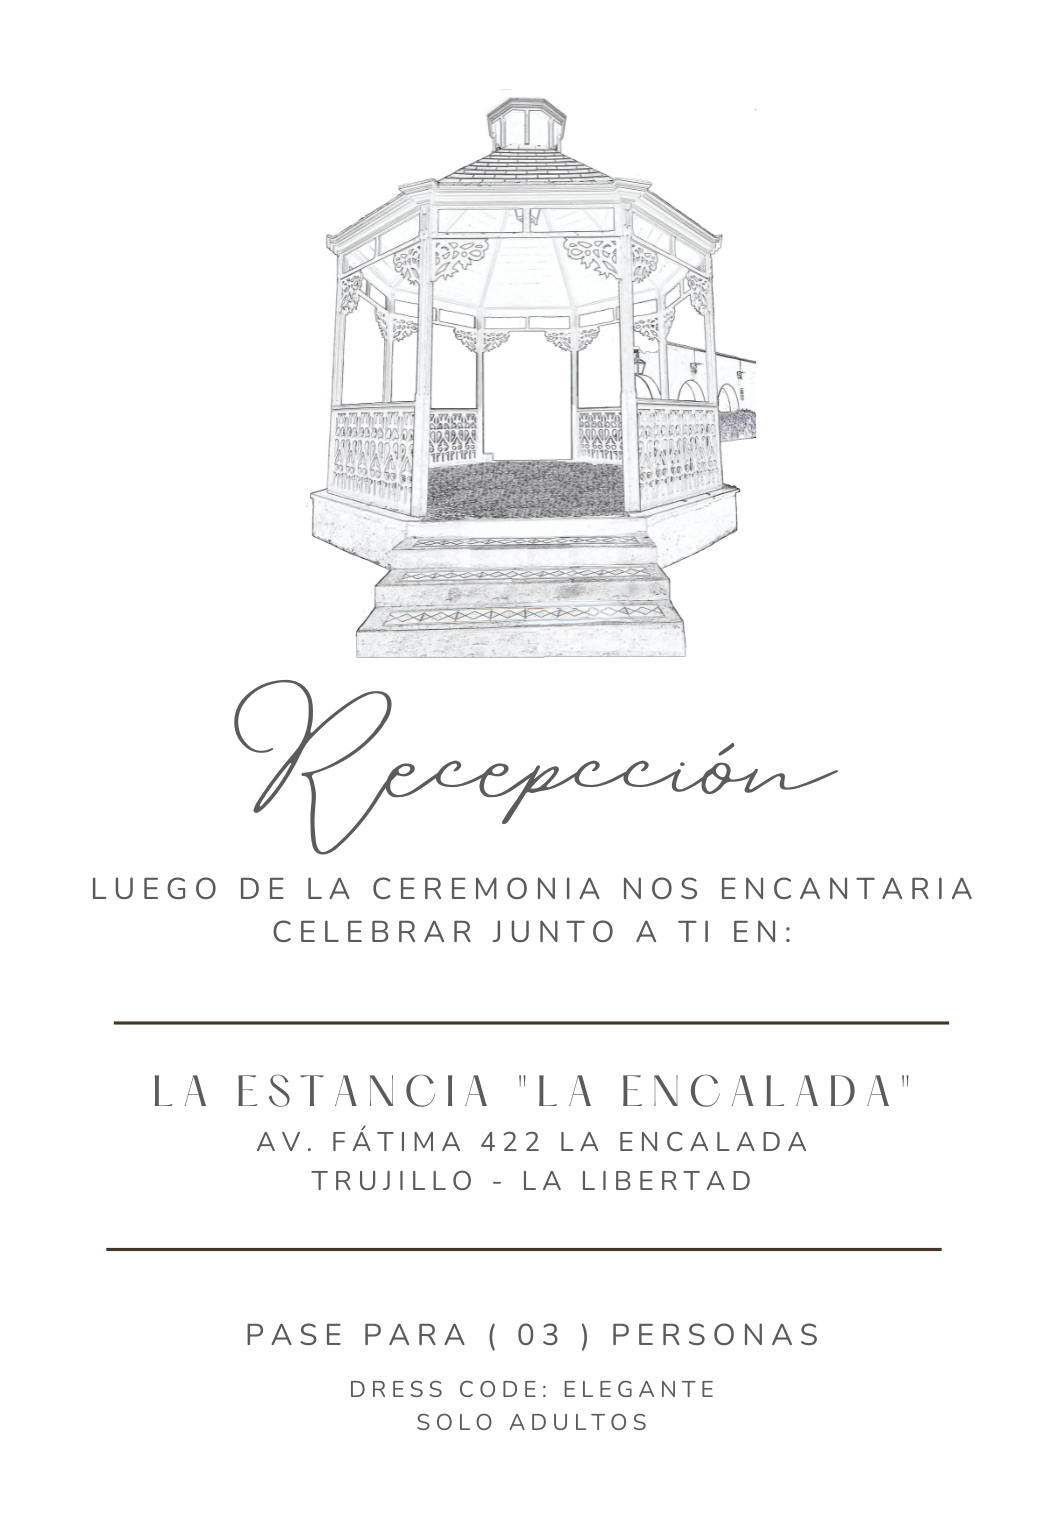 Recepcción
LUEGO DE LA CEREMONIA NOS ENCANTARIA
CELEBRAR JUNTO A TI EN:
LA ESTANCIA "LA ENCALADA"
AV. FÁTIMA 422 LA ENCALADA
TRUJILLO - LA LIBERTAD
PASE PARA ( 03 ) PERSONAS
DRESS CODE: ELEGANTE
SOLO ADULTOS